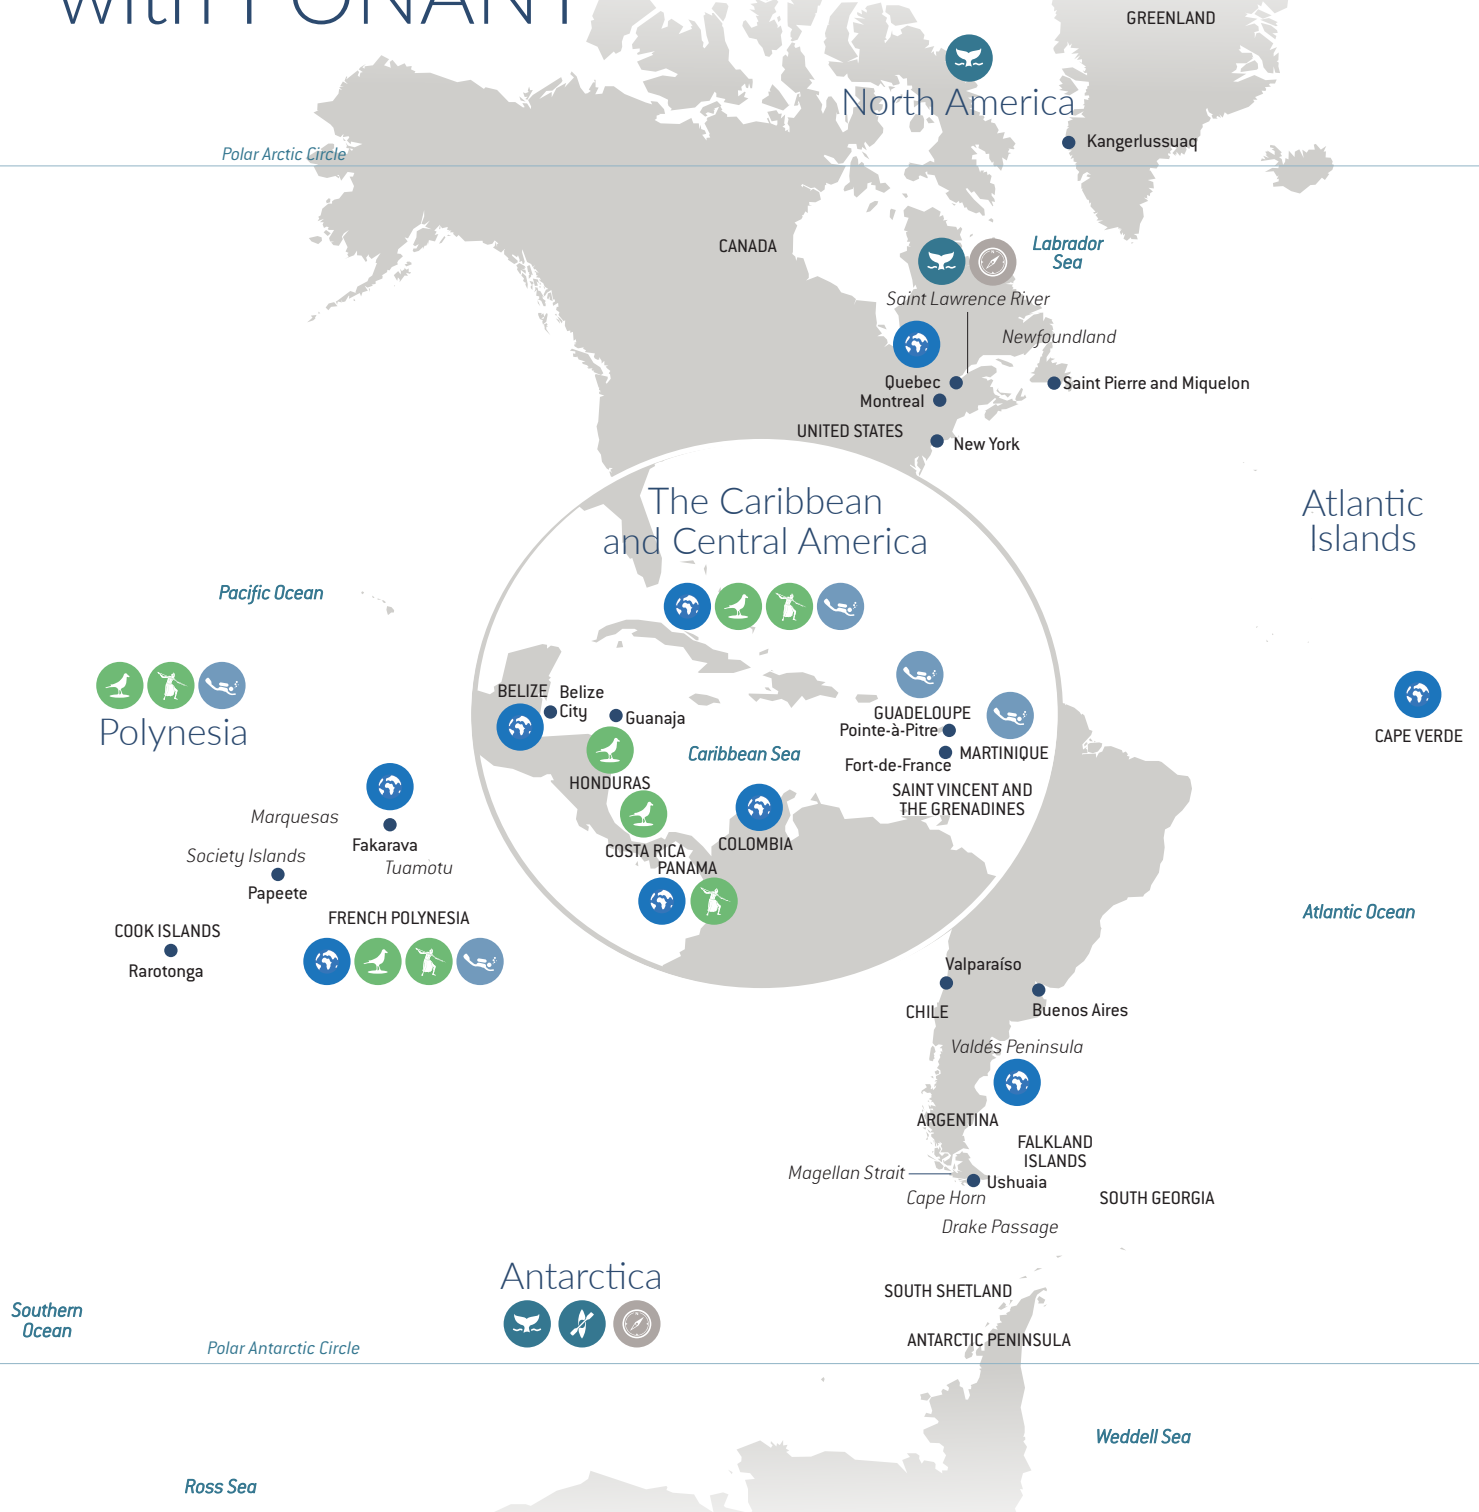 with PONANT
GREENLAND
North America
Kangerlussuaq
Polar Arctic Circle
CANADA
Labrador
Sea
Saint Lawrence River
Newfoundland
Quebec
Saint Pierre and Miquelon
Montreal
UNITED STATES
New York
The Caribbean
and Central America
Atlantic
Islands
Pacific Ocean
Polynesia
BELIZE
Belize
City
Guanaja
GUADELOUPE
Pointe-à-Pitre
CAPE VERDE
Caribbean Sea
MARTINIQUE
Fort-de-France
HONDURAS
SAINT VINCENT AND
THE GRENADINES
Marquesas
Fakarava
COLOMBIA
COSTA RICA
PANAMA
Society Islands
Tuamotu
Papeete
FRENCH POLYNESIA
COOK ISLANDS
Rarotonga
Atlantic Ocean
Valparaíso
CHILE
Buenos Aires
Valdés Peninsula
ARGENTINA
FALKLAND
ISLANDS
Magellan Strait
Ushuaia
Cape Horn
SOUTH GEORGIA
Drake Passage
Antarctica
SOUTH SHETLAND
Southern
Ocean
Polar Antarctic Circle
ANTARCTIC PENINSULA
Weddell Sea
Ross Sea